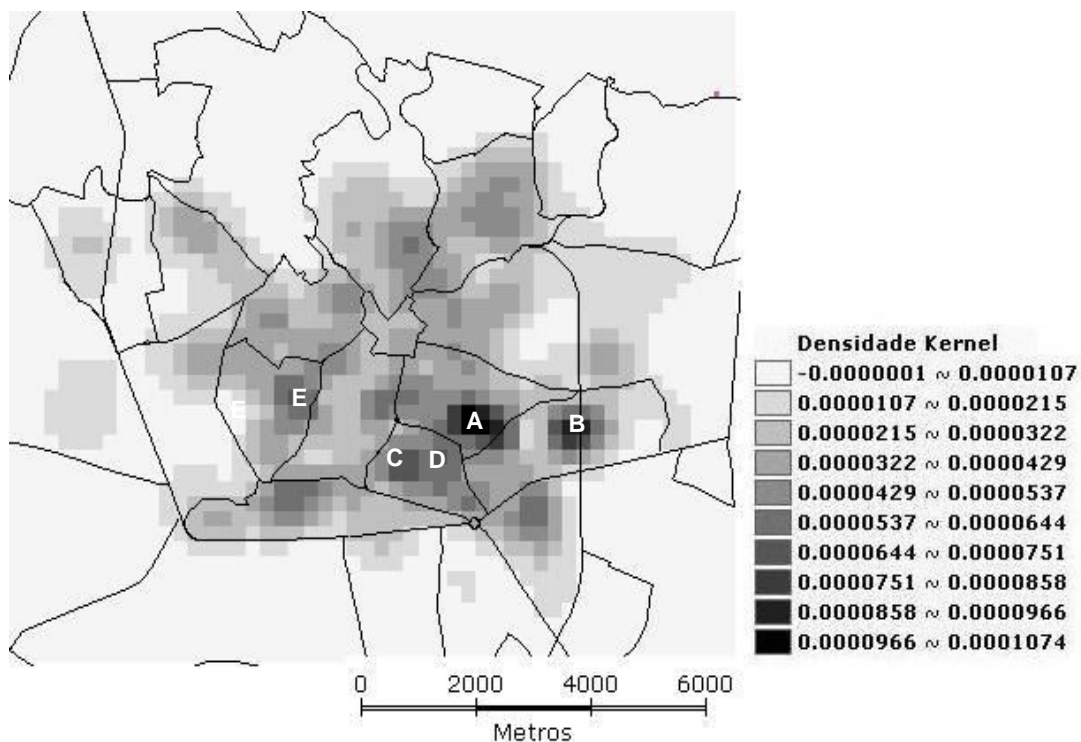 E
E
A
B
C
D
Densidade Kernel
-0.0000001 ~ 0.0000107
0.0000107 ~ 0.0000215
0.0000215 ~ 0.0000322
0.0000322 ~ 0.0000429
0.0000429 ~ 0.0000537
0.0000537 ~ 0.0000644
0.0000644 ~ 0.0000751
0.0000751 ~ 0.0000858
0.0000858 ~ 0.0000966
0.0000966 ~ 0.0001074
0 2000 4000 6000
Metros